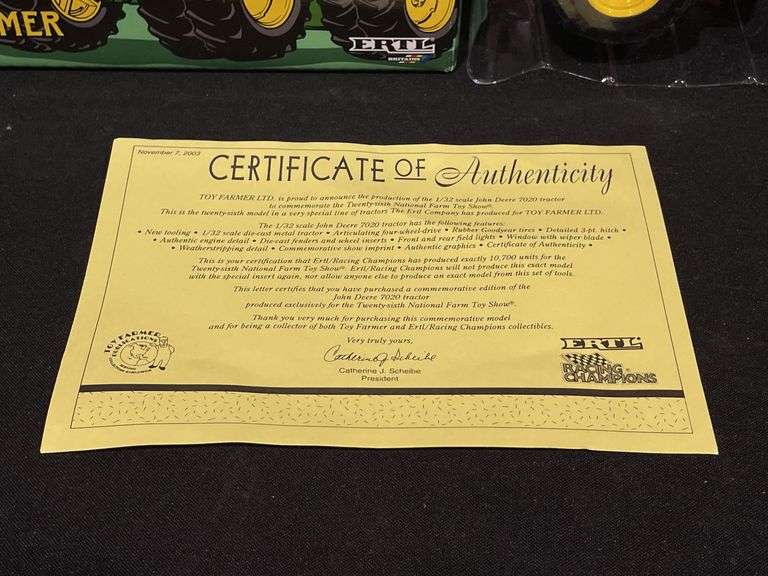 MER
ERTL
BRITAINS
November 7, 2003
CERTIFICATE OF Authenticity
TOY FARMER LTD. is proud to announce the production of the 1/32 scale John Deere 7020 tractor
to commemorate the Twenty-sixth National Farm Toy Show®.
This is the twenty-sixth model in a very special line of tractors The Ertl Company has produced for TOY FARMER LTD.
The 1/32 scale John Deere 7020 tractor has the following features:
• New tooling • 1/32 scale die-cast metal tractor • Articulating four-wheel-drive • Rubber Goodyear tires • Detailed 3-pt. hitch •
• Authentic engine detail • Die-cast fenders and wheel inserts • Front and rear field lights • Window with wiper blade •
• Weatherstripping detail • Commemorative show imprint • Authentic graphics • Certificate of Authenticity •
This is your certification that Ertl/Racing Champions has produced exactly 10,700 units for the
Twenty-sixth National Farm Toy Show®. Ertl/Racing Champions will not produce this exact model
with the special insert again, nor allow anyone else to produce an exact model from this set of tools.
This letter certifies that you have purchased a commemorative edition of the
John Deere 7020 tractor
produced exclusively for the Twenty-sixth National Farm Toy Show®.
Thank you very much for purchasing this commemorative model
and for being a collector of both Toy Farmer and Ertl/Racing Champions collectibles.
Very truly yours,
Catherine J. Scheibe
Catherine J. Scheibe
President
TOY FARMER
PUBLICATIONS
ERTL
RACING
CHAMPIONS